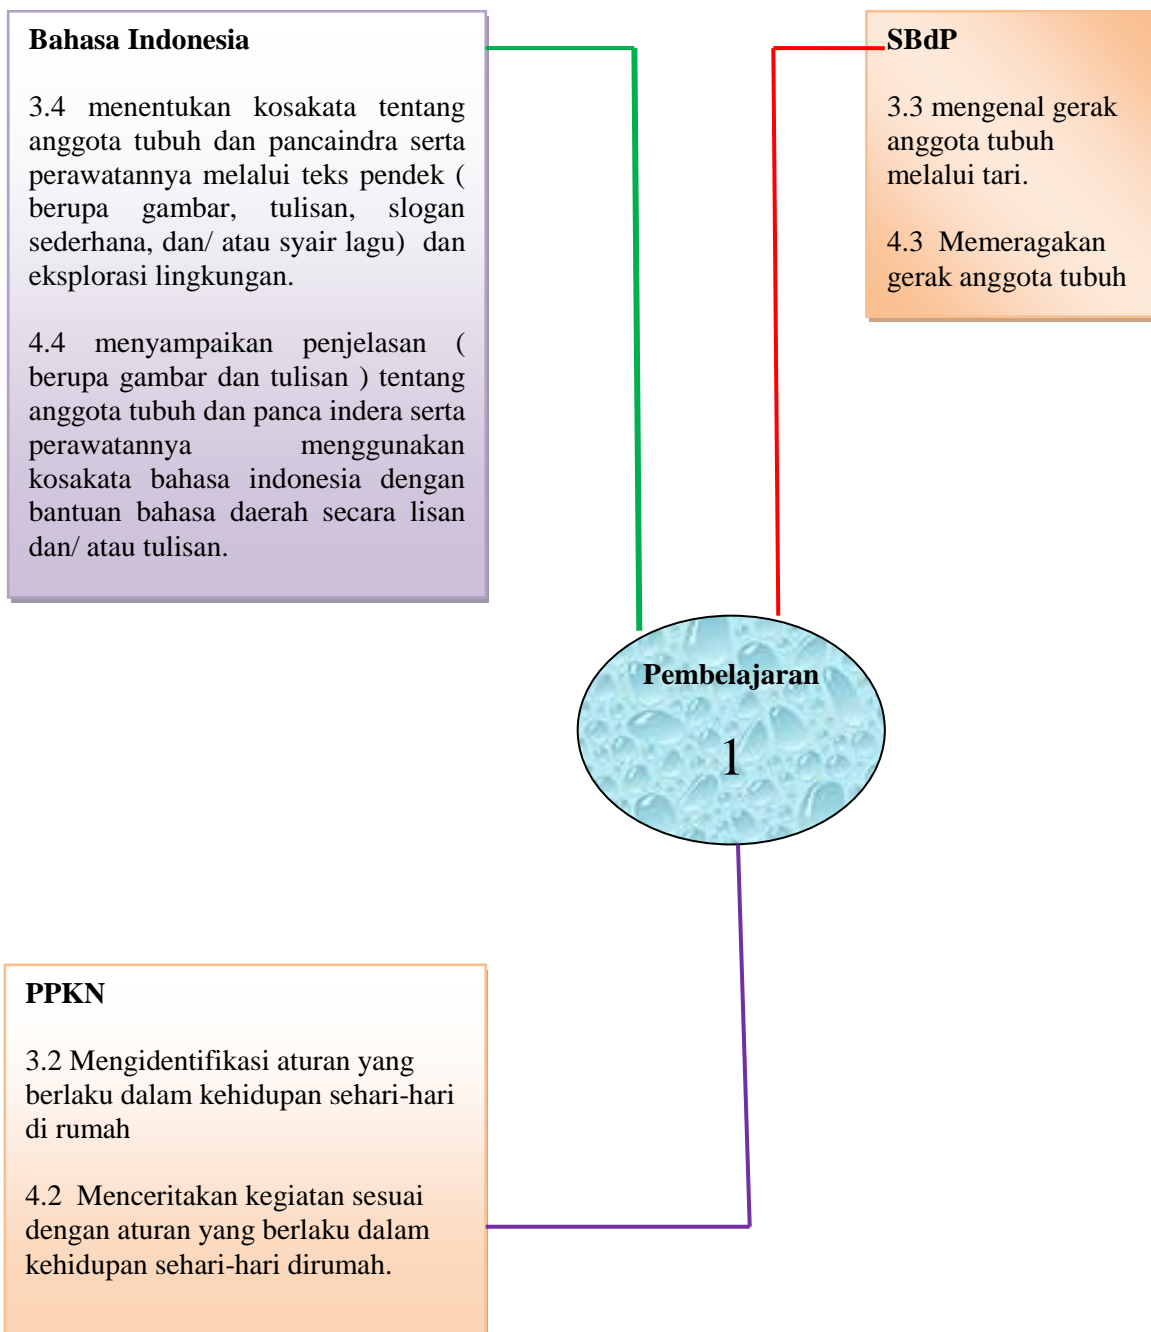 Bahasa Indonesia
3.4 menentukan kosakata tentang
anggota tubuh dan pancaindra serta
perawatannya melalui teks pendek (
berupa gambar, tulisan, slogan
sederhana, dan/ atau syair lagu) dan
eksplorasi lingkungan.
4.4 menyampaikan penjelasan (
berupa gambar dan tulisan ) tentang
anggota tubuh dan panca indera serta
perawatannya menggunakan
kosakata bahasa indonesia dengan
bantuan bahasa daerah secara lisan
dan/ atau tulisan.
SBdP
3.3 mengenal gerak
anggota tubuh
melalui tari.
4.3 Memeragakan
gerak anggota tubuh
Pembelajaran
1
PPKN
3.2 Mengidentifikasi aturan yang
berlaku dalam kehidupan sehari-hari
di rumah
4.2 Menceritakan kegiatan sesuai
dengan aturan yang berlaku dalam
kehidupan sehari-hari dirumah.